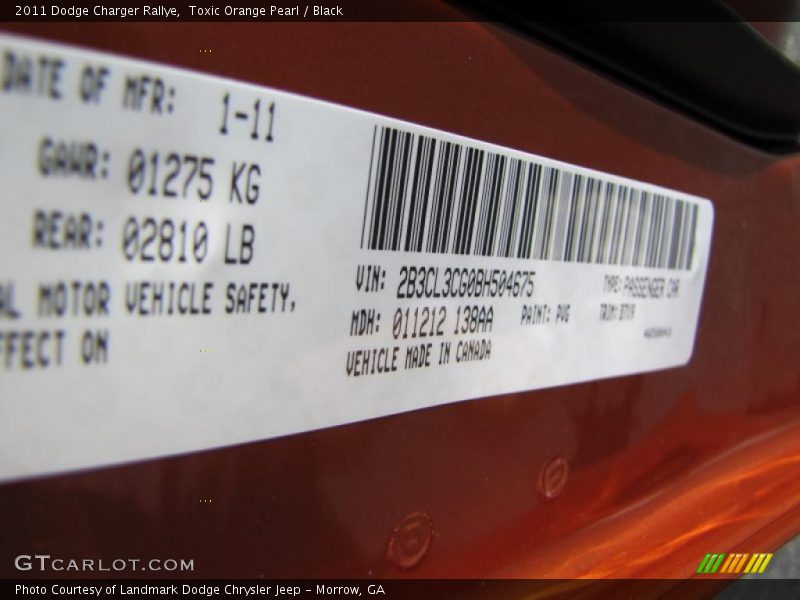 2011 Dodge Charger Rallye,  Toxic Orange Pearl / Black
DATE OF MFR: 1-11
GAWR: 01275 KG
REAR: 02810 LB
AL MOTOR VEHICLE SAFETY,
FFECT ON
VIN: 2B3CL3CG0BH504675
TYPE: PASSENGER CAR
MDH: 011212 138AA
PAINT: PVG
TRIM:
VEHICLE MADE IN CANADA
GTCARLOT.COM
Photo Courtesy of Landmark Dodge Chrysler Jeep - Morrow, GA